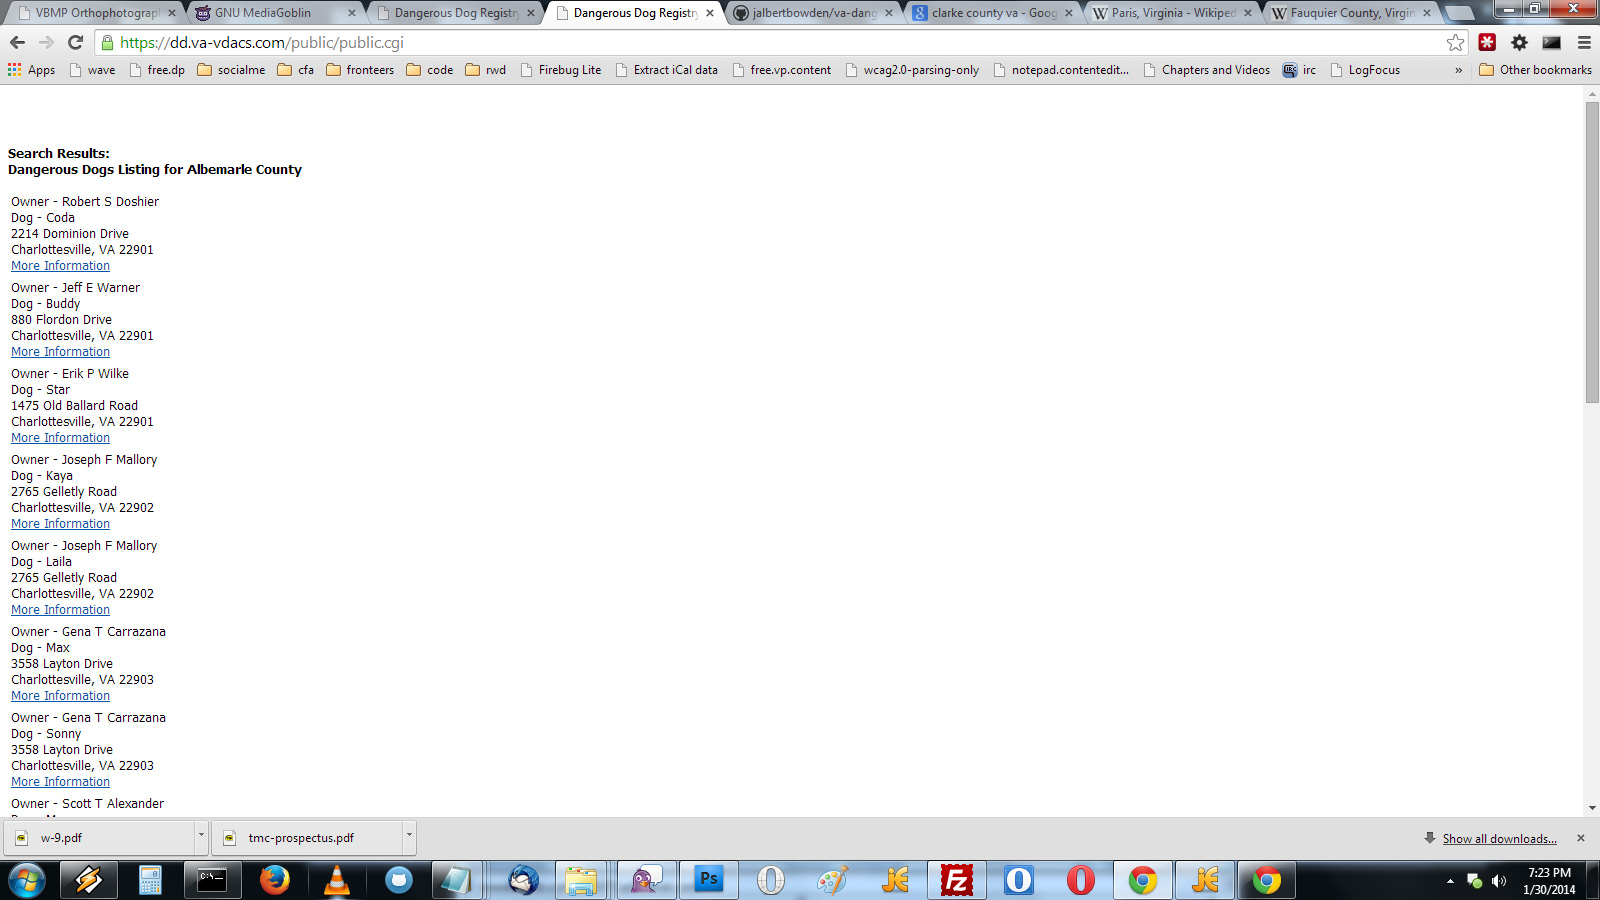 VBMP Orthophotograp
GNU MediaGoblin
Dangerous Dog Registry
Dangerous Dog Registry
jalbertbowden/va-dang
clarke county va - Goog
Paris, Virginia - Wikiped
Fauquier County, Virgin
https://dd.va-vdacs.com/public/public.cgi
Apps wave free.dp socialme cfa fronteers code rwd Firebug Lite Extract iCal data free.vp.content wcag2.0-parsing-only notepad.contentedit... Chapters and Videos irc LogFocus » Other bookmarks
Search Results:
Dangerous Dogs Listing for Albemarle County
Owner - Robert S Doshier
Dog - Coda
2214 Dominion Drive
Charlottesville, VA 22901
More Information
Owner - Jeff E Warner
Dog - Buddy
880 Flordon Drive
Charlottesville, VA 22901
More Information
Owner - Erik P Wilke
Dog - Star
1475 Old Ballard Road
Charlottesville, VA 22901
More Information
Owner - Joseph F Mallory
Dog - Kaya
2765 Gelletly Road
Charlottesville, VA 22902
More Information
Owner - Joseph F Mallory
Dog - Laila
2765 Gelletly Road
Charlottesville, VA 22902
More Information
Owner - Gena T Carrazana
Dog - Max
3558 Layton Drive
Charlottesville, VA 22903
More Information
Owner - Gena T Carrazana
Dog - Sonny
3558 Layton Drive
Charlottesville, VA 22903
More Information
Owner - Scott T Alexander
w-9.pdf
tmc-prospectus.pdf
Show all downloads...
C:\_
Ps
Fz
7:23 PM
1/30/2014